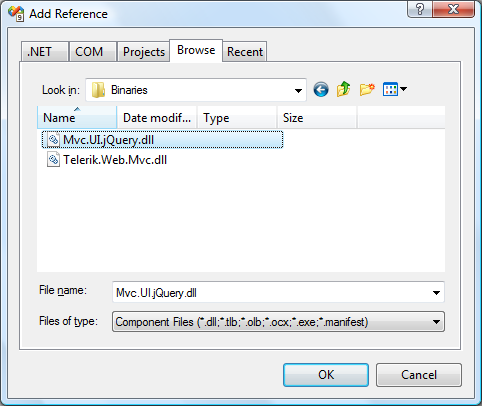 Add Reference
.NET COM Projects Browse Recent
Look in: Binaries
Name Date modif... Type Size
Mvc.UI.jQuery.dll
Telerik.Web.Mvc.dll
File name: Mvc.UI.jQuery.dll
Files of type: Component Files (*.dll;*.tlb;*.olb;*.ocx;*.exe;*.manifest)
OK Cancel